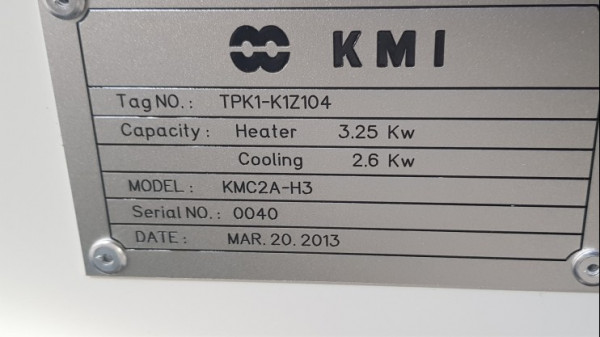 KMI
Tag NO. : TPK1-K1Z104
Capacity : Heater 3.25 Kw
Cooling 2.6 Kw
MODEL : KMC2A-H3
Serial NO. : 0040
DATE : MAR. 20. 2013